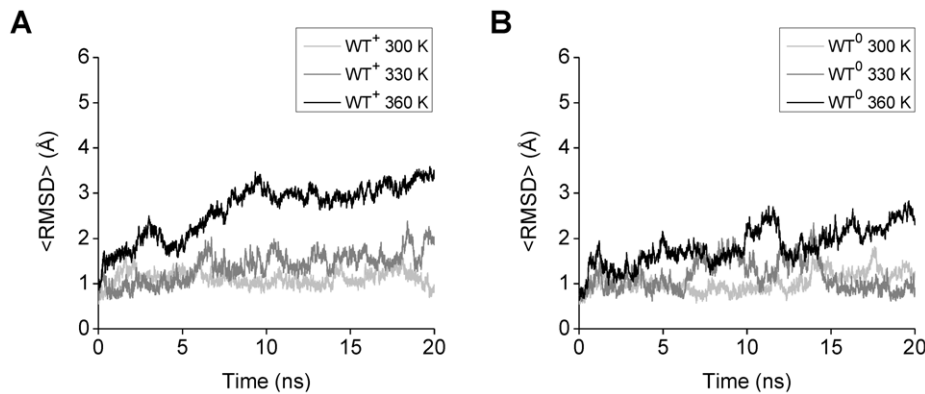 A
WT⁺ 300 K
WT⁺ 330 K
WT⁺ 360 K
6
5
4
3
2
1
0
<RMSD> (Å)
0 5 10 15 20
Time (ns)
B
WT⁰ 300 K
WT⁰ 330 K
WT⁰ 360 K
6
5
4
3
2
1
0
<RMSD> (Å)
0 5 10 15 20
Time (ns)